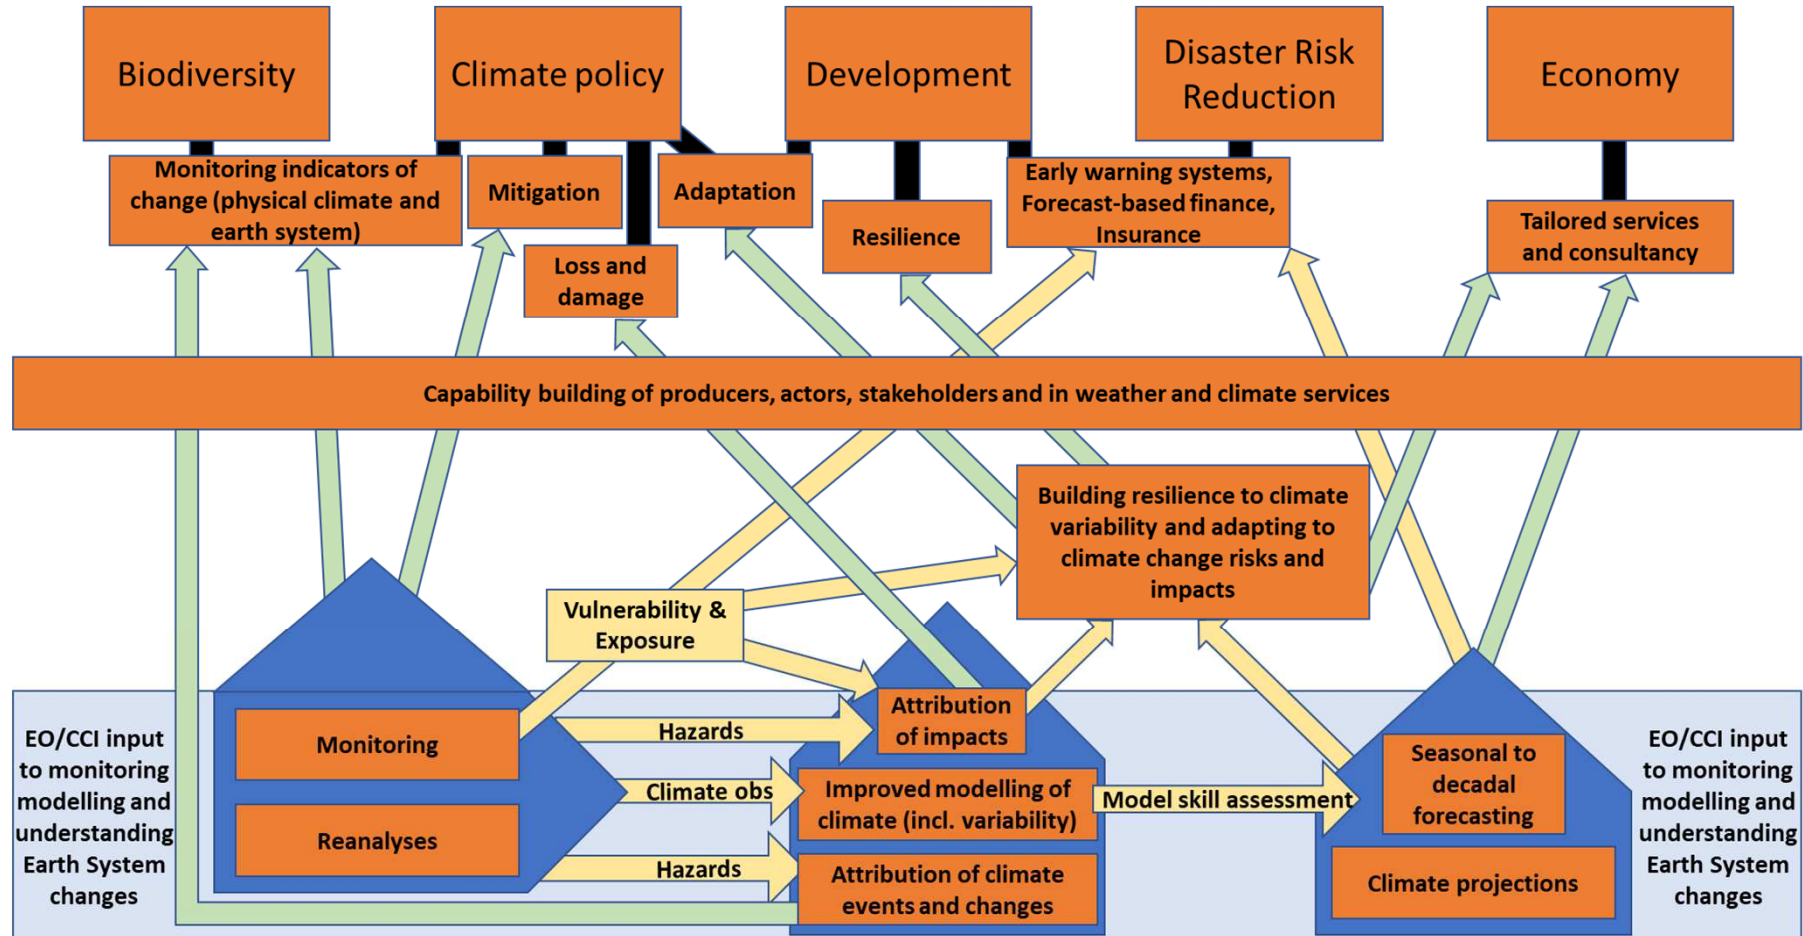 Biodiversity
Climate policy
Development
Disaster Risk
Reduction
Economy
Monitoring indicators of
change (physical climate and
earth system)
Mitigation
Adaptation
Loss and
damage
Resilience
Early warning systems,
Forecast-based finance,
Insurance
Tailored services
and consultancy
Capability building of producers, actors, stakeholders and in weather and climate services
Building resilience to climate
variability and adapting to
climate change risks and
impacts
Vulnerability &
Exposure
EO/CCI input
to monitoring
modelling and
understanding
Earth System
changes
Monitoring
Reanalyses
Hazards
Climate obs
Hazards
Attribution
of impacts
Improved modelling of
climate (incl. variability)
Attribution of climate
events and changes
Model skill assessment
Seasonal to
decadal
forecasting
Climate projections
EO/CCI input
to monitoring
modelling and
understanding
Earth System
changes